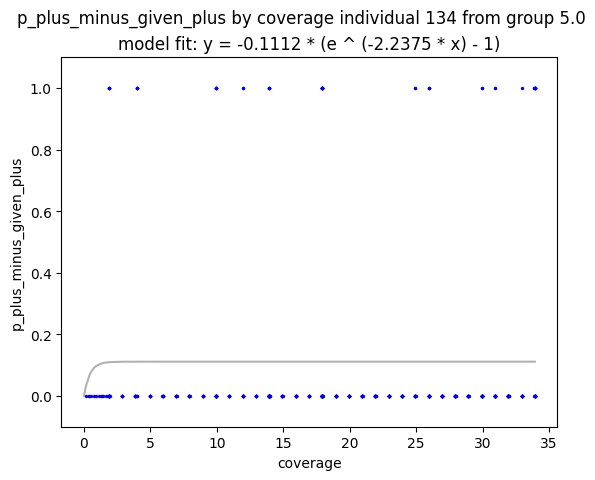 p_plus_minus_given_plus by coverage individual 134 from group 5.0
model fit: y = -0.1112 * (e ^ (-2.2375 * x) - 1)
1.0
0.8
0.6
0.4
0.2
0.0
p_plus_minus_given_plus
0 5 10 15 20 25 30 35
coverage